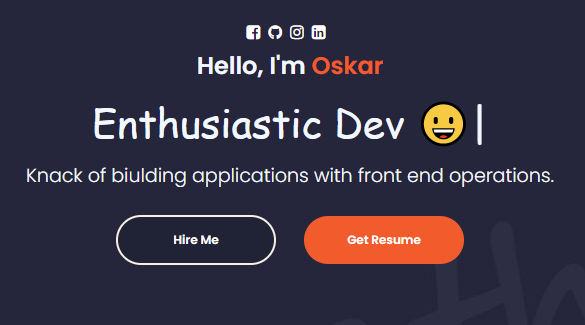 Hello, I'm Oskar
Enthusiastic Dev 😃|
Knack of biulding applications with front end operations.
Hire Me
Get Resume